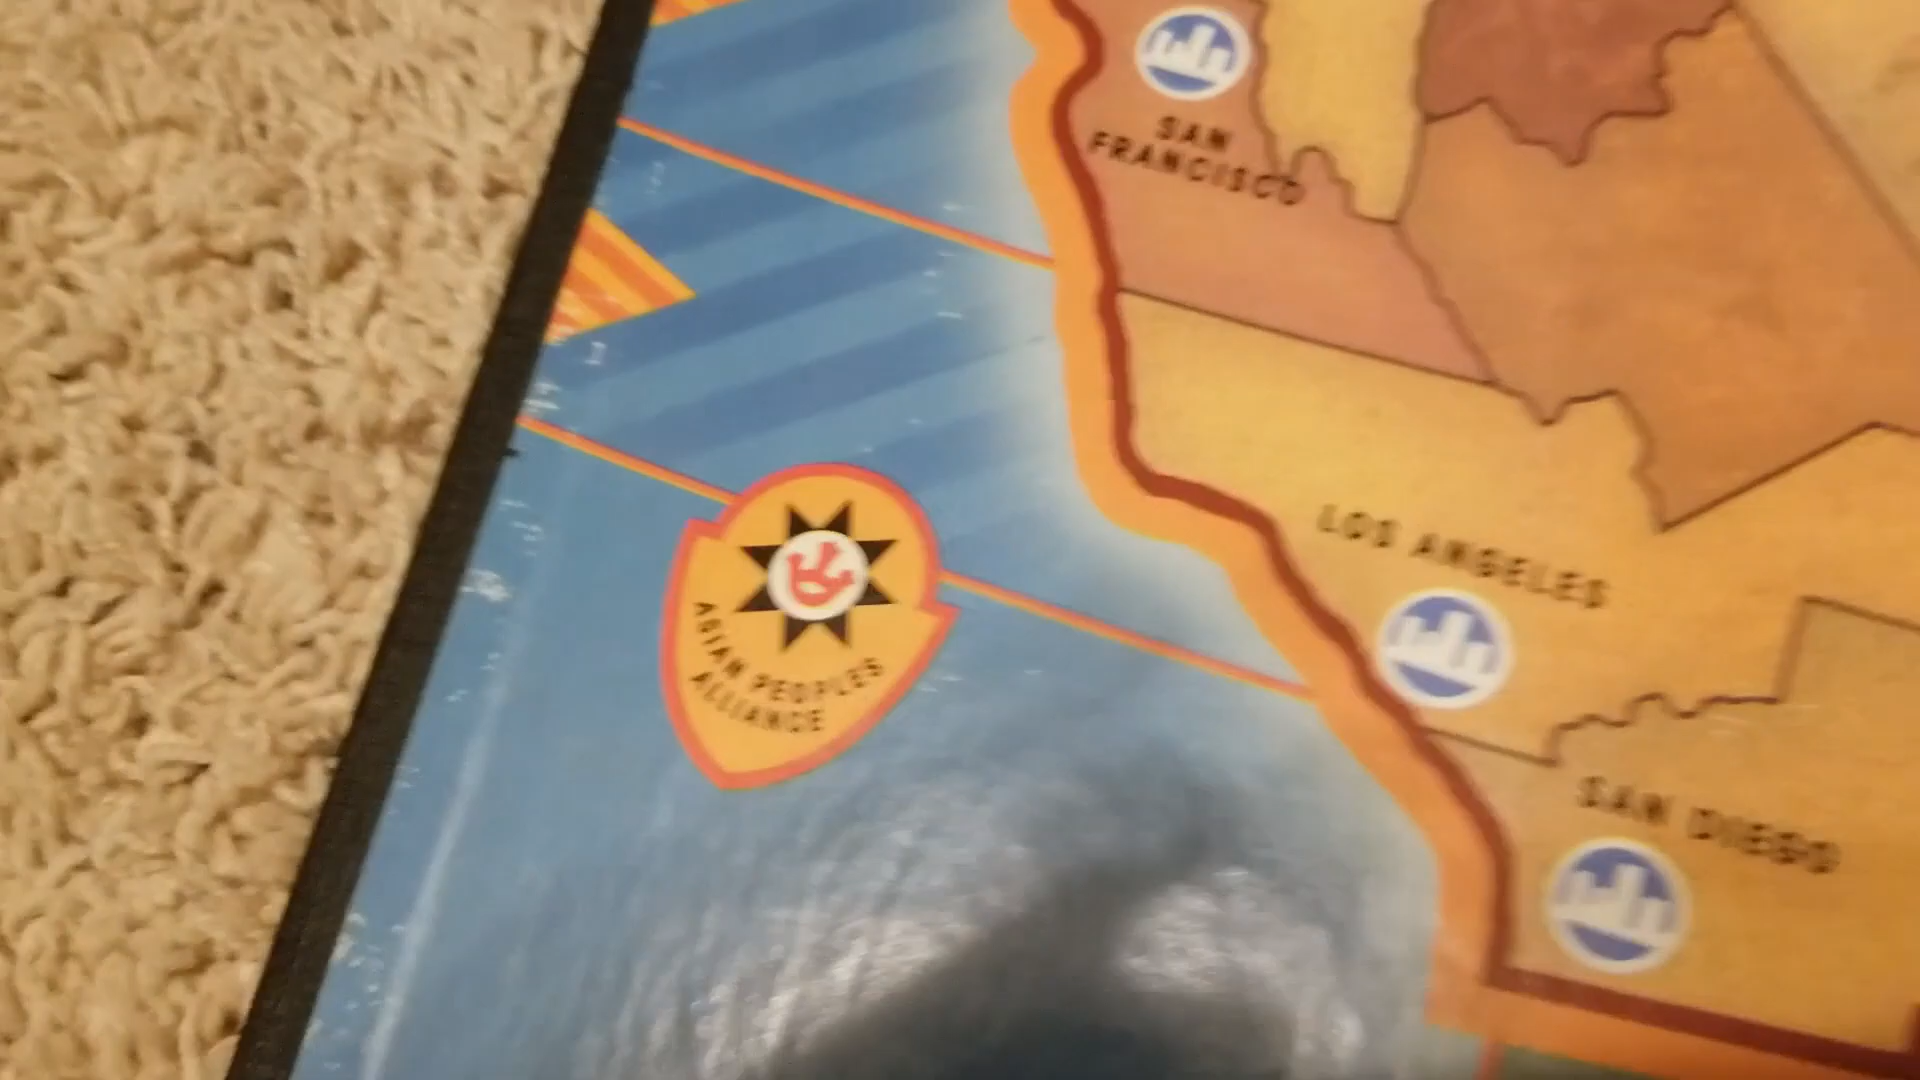 SAN
FRANCISCO
LOS ANGELES
ASIAN PEOPLES
ALLIANCE
SAN DIEGO